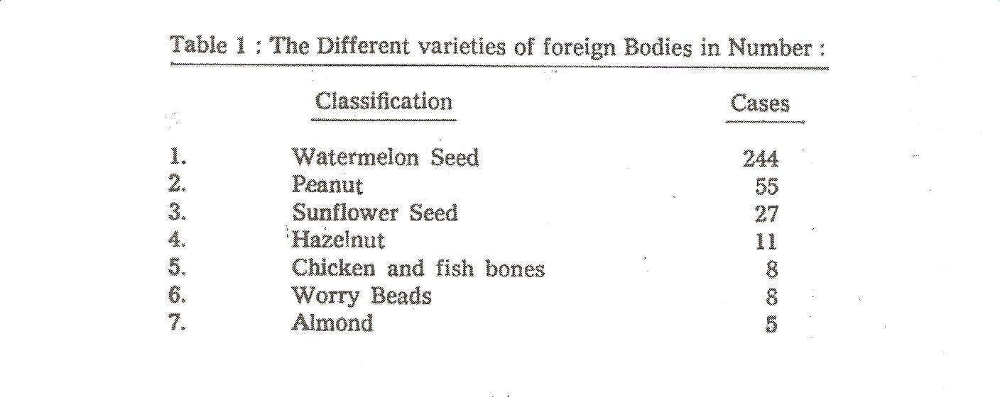 Table 1 : The Different varieties of foreign Bodies in Number :
Classification Cases
1. Watermelon Seed 244
2. Peanut 55
3. Sunflower Seed 27
4. Hazelnut 11
5. Chicken and fish bones 8
6. Worry Beads 8
7. Almond 5